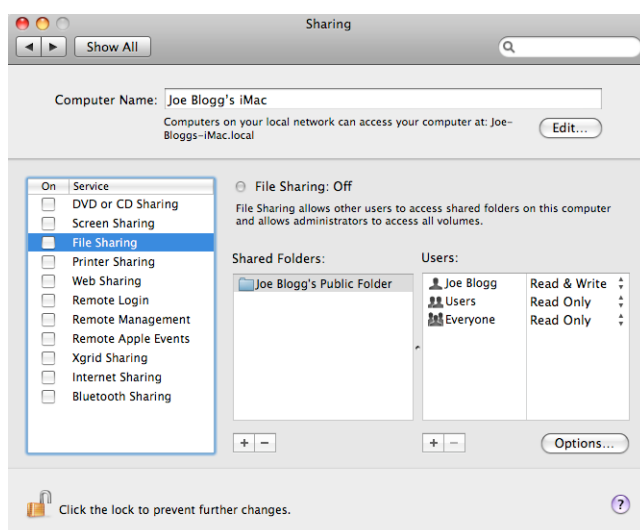 Sharing
Show All
Computer Name: Joe Blogg's iMac
Computers on your local network can access your computer at: Joe-
Bloggs-iMac.local
Edit...
On Service
DVD or CD Sharing
Screen Sharing
File Sharing
Printer Sharing
Web Sharing
Remote Login
Remote Management
Remote Apple Events
Xgrid Sharing
Internet Sharing
Bluetooth Sharing
File Sharing: Off
File Sharing allows other users to access shared folders on this computer
and allows administrators to access all volumes.
Shared Folders:
Joe Blogg's Public Folder
Users:
Joe Blogg Read & Write
Users Read Only
Everyone Read Only
+ − + −
Options...
Click the lock to prevent further changes.
?